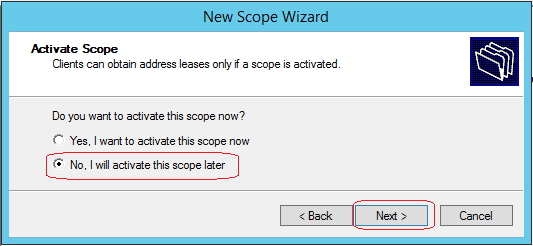 New Scope Wizard
Activate Scope
Clients can obtain address leases only if a scope is activated.
Do you want to activate this scope now?
Yes, I want to activate this scope now
No, I will activate this scope later
< Back
Next >
Cancel